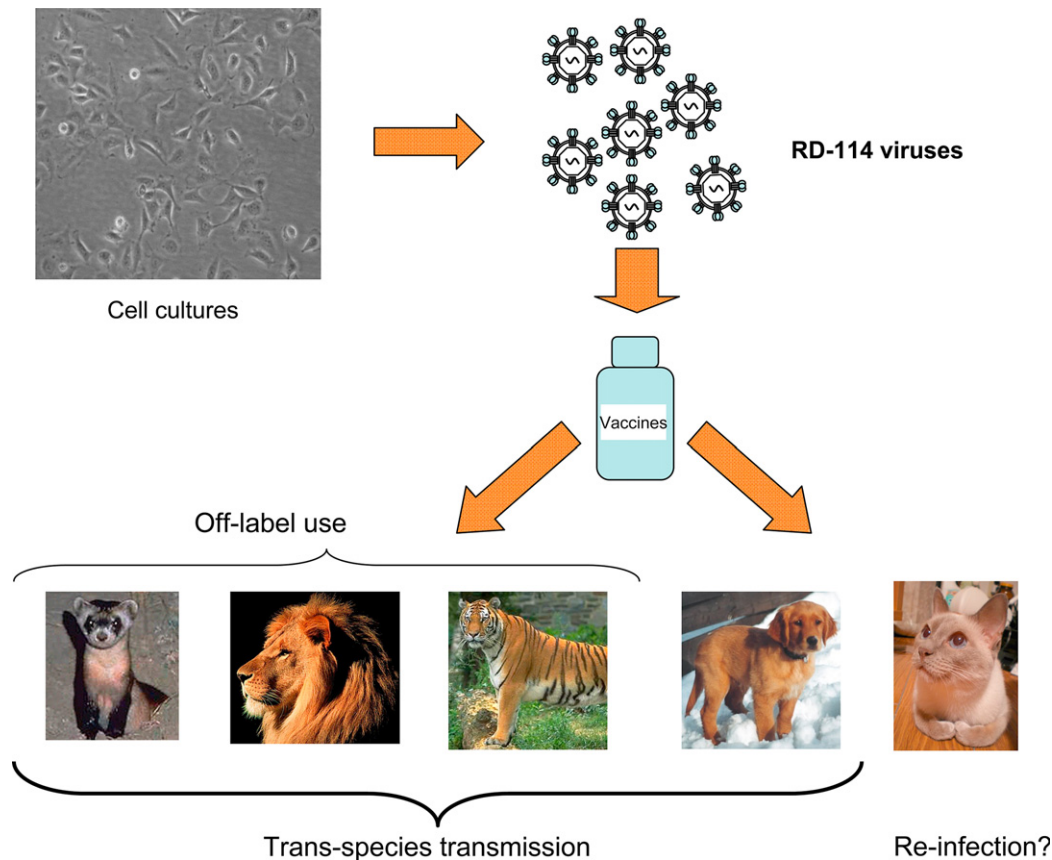 Cell cultures
RD-114 viruses
Vaccines
Off-label use
Trans-species transmission
Re-infection?